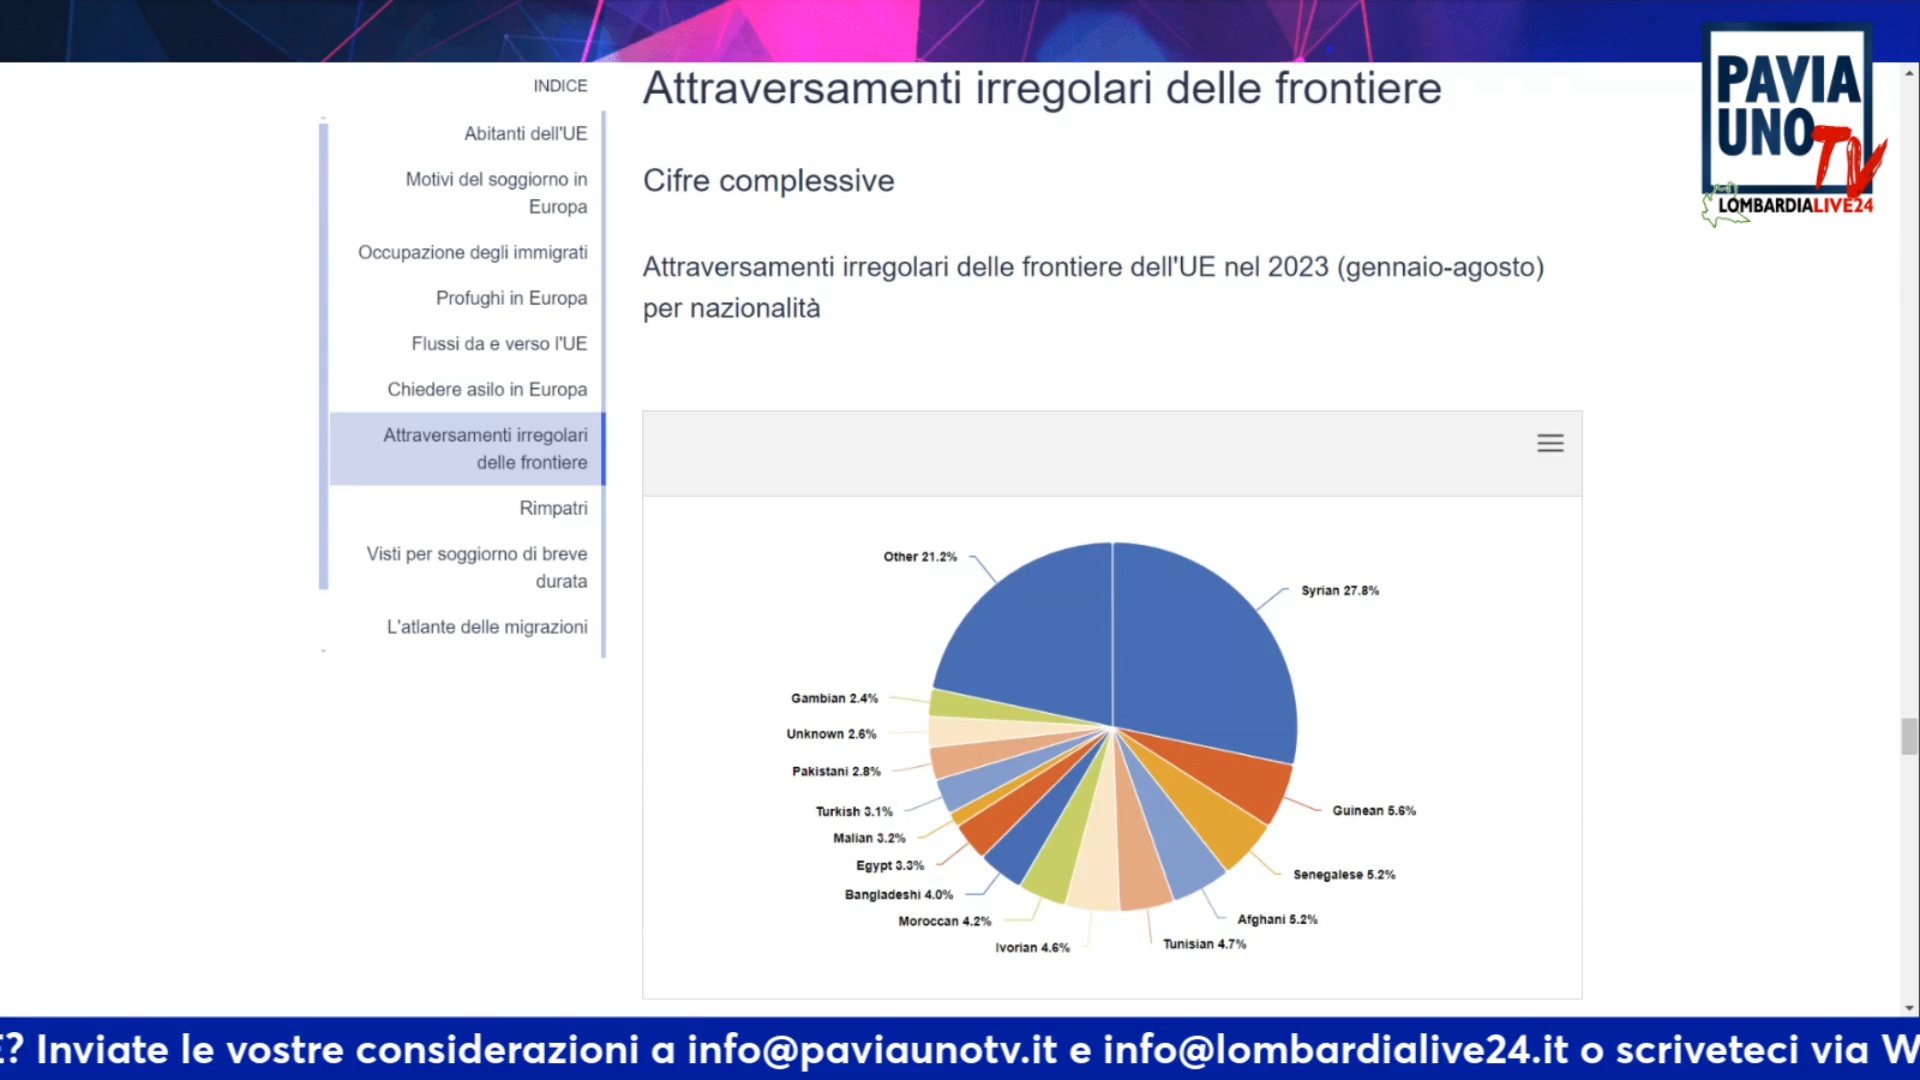 PAVIA
UNO TV
LOMBARDIALIVE24
INDICE
Abitanti dell'UE
Motivi del soggiorno in
Europa
Occupazione degli immigrati
Profughi in Europa
Flussi da e verso l'UE
Chiedere asilo in Europa
Attraversamenti irregolari
delle frontiere
Rimpatri
Visti per soggiorno di breve
durata
L'atlante delle migrazioni
Attraversamenti irregolari delle frontiere
Cifre complessive
Attraversamenti irregolari delle frontiere dell'UE nel 2023 (gennaio-agosto)
per nazionalità
Other 21.2%
Syrian 27.8%
Gambian 2.4%
Unknown 2.6%
Pakistani 2.8%
Turkish 3.1%
Malian 3.2%
Egypt 3.3%
Bangladeshi 4.0%
Moroccan 4.2%
Ivorian 4.6%
Tunisian 4.7%
Afghani 5.2%
Senegalese 5.2%
Guinean 5.6%
? Inviate le vostre considerazioni a info@paviaunotv.it e info@lombardialive24.it o scriveteci via W